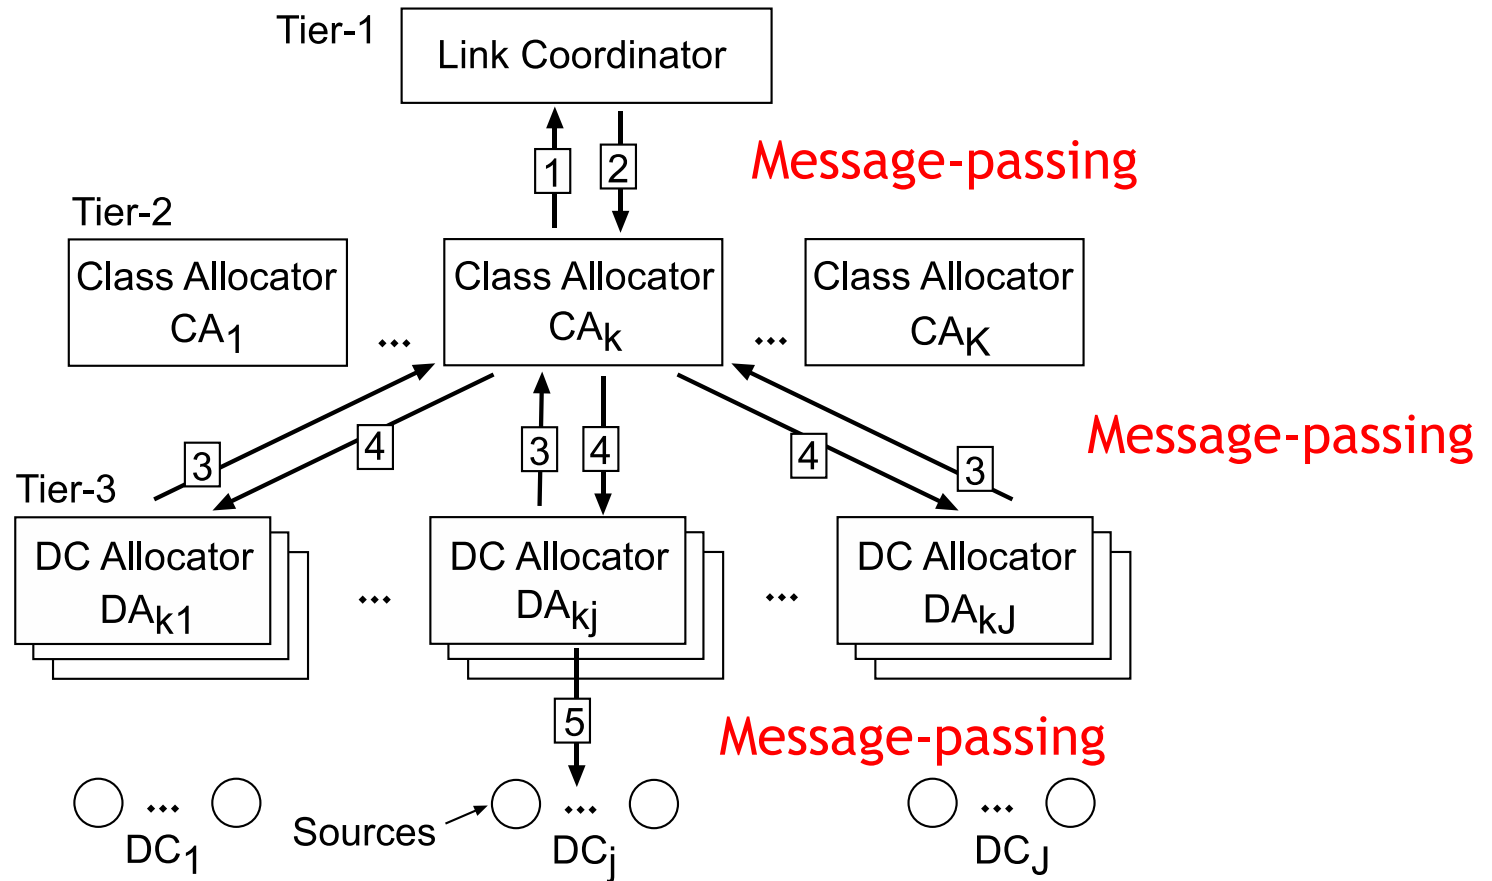 Tier-1
Link Coordinator
1
2
Message-passing
Tier-2
Class Allocator
CA1
...
Class Allocator
CAk
...
Class Allocator
CAK
3
4
3
4
4
3
Message-passing
Tier-3
DC Allocator
DAk1
...
DC Allocator
DAkj
...
DC Allocator
DAkJ
5
Message-passing
...
DC1
Sources
...
DCj
...
DCJ